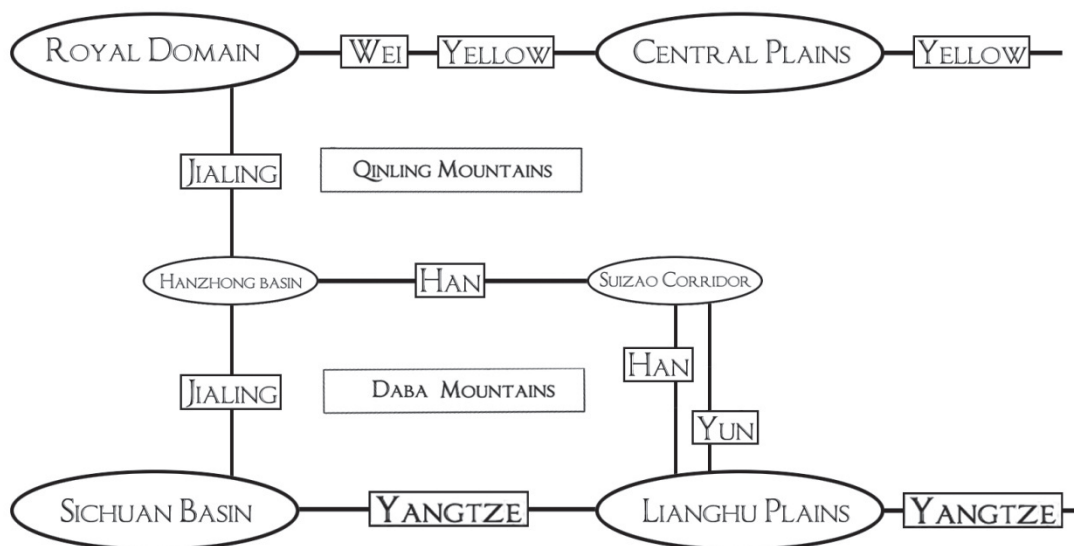 ROYAL DOMAIN
WEI
YELLOW
CENTRAL PLAINS
YELLOW
JIALING
QINLING MOUNTAINS
HANZHONG BASIN
HAN
SUIZAO CORRIDOR
HAN
JIALING
DABA MOUNTAINS
YUN
SICHUAN BASIN
YANGTZE
LIANGHU PLAINS
YANGTZE